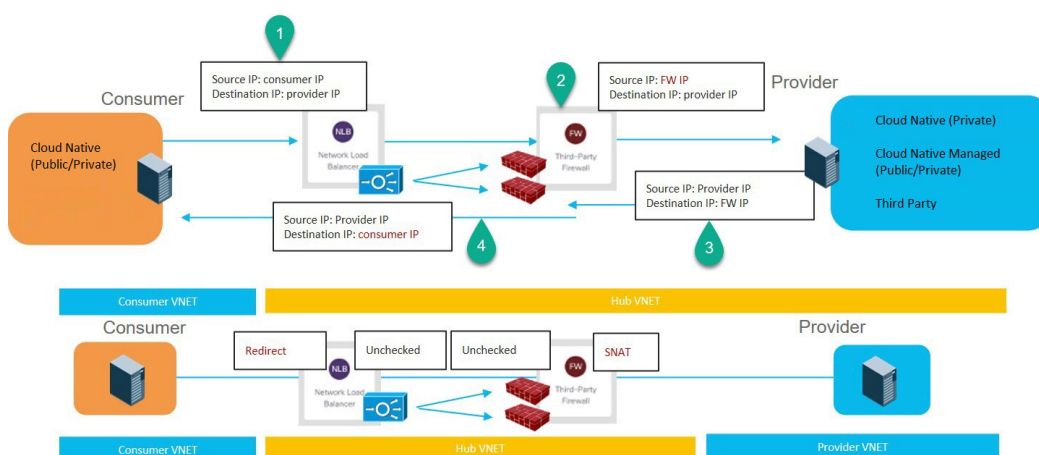 1
Source IP: consumer IP
Destination IP: provider IP
2
Source IP: FW IP
Destination IP: provider IP
Consumer
Provider
Cloud Native
(Public/Private)
NLB
Network Load
Balancer
FW
Third-Party
Firewall
Cloud Native (Private)
Cloud Native Managed
(Public/Private)
Third Party
Source IP: Provider IP
Destination IP: FW IP
3
Source IP: Provider IP
Destination IP: consumer IP
4
Consumer VNET
Hub VNET
Consumer
Provider
Redirect
Unchecked
Unchecked
SNAT
NLB
Network Load
Balancer
FW
Third-Party
Firewall
Consumer VNET
Hub VNET
Provider VNET